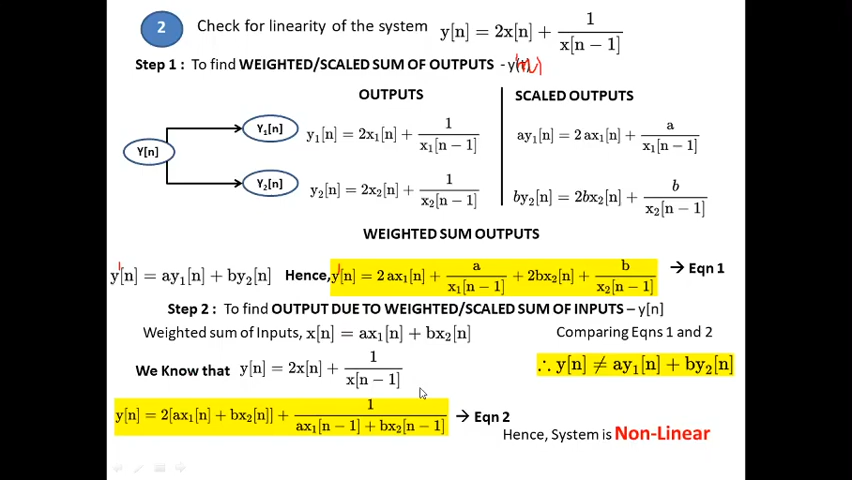 2 Check for linearity of the system y[n] = 2x[n] + 1/x[n − 1]
Step 1 : To find WEIGHTED/SCALED SUM OF OUTPUTS - y'(n)
OUTPUTS SCALED OUTPUTS
Y[n]
Y₁[n] y₁[n] = 2x₁[n] + 1/x₁[n − 1] ay₁[n] = 2 ax₁[n] + a/x₁[n − 1]
Y₂[n] y₂[n] = 2x₂[n] + 1/x₂[n − 1] by₂[n] = 2bx₂[n] + b/x₂[n − 1]
WEIGHTED SUM OUTPUTS
y'[n] = ay₁[n] + by₂[n] Hence, y'[n] = 2 ax₁[n] + a/x₁[n − 1] + 2bx₂[n] + b/x₂[n − 1] → Eqn 1
Step 2 : To find OUTPUT DUE TO WEIGHTED/SCALED SUM OF INPUTS – y[n]
Weighted sum of Inputs, x[n] = ax₁[n] + bx₂[n]
We Know that y[n] = 2x[n] + 1/x[n − 1]
y[n] = 2[ax₁[n] + bx₂[n]] + 1/ax₁[n − 1] + bx₂[n − 1] → Eqn 2
Comparing Eqns 1 and 2
∴ y[n] ≠ ay₁[n] + by₂[n]
Hence, System is Non-Linear